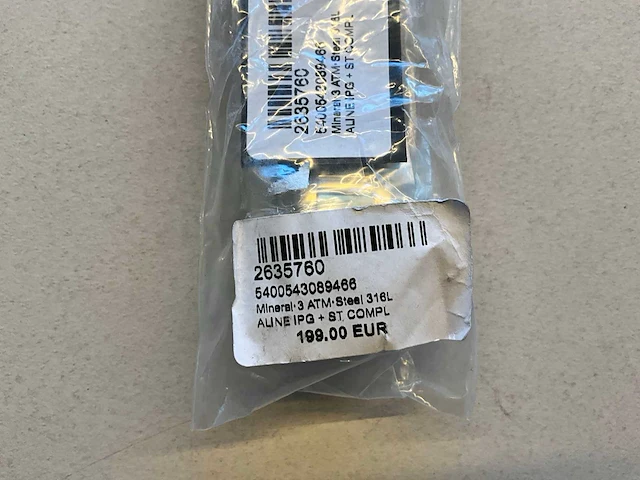 2635760
5400543089466
Mineral·3 ATM·Steel 316L
ALINE IPG + ST COMPL
2635760
5400543089466
Mineral·3 ATM·Steel 316L
ALINE IPG + ST. COMPL
199.00 EUR